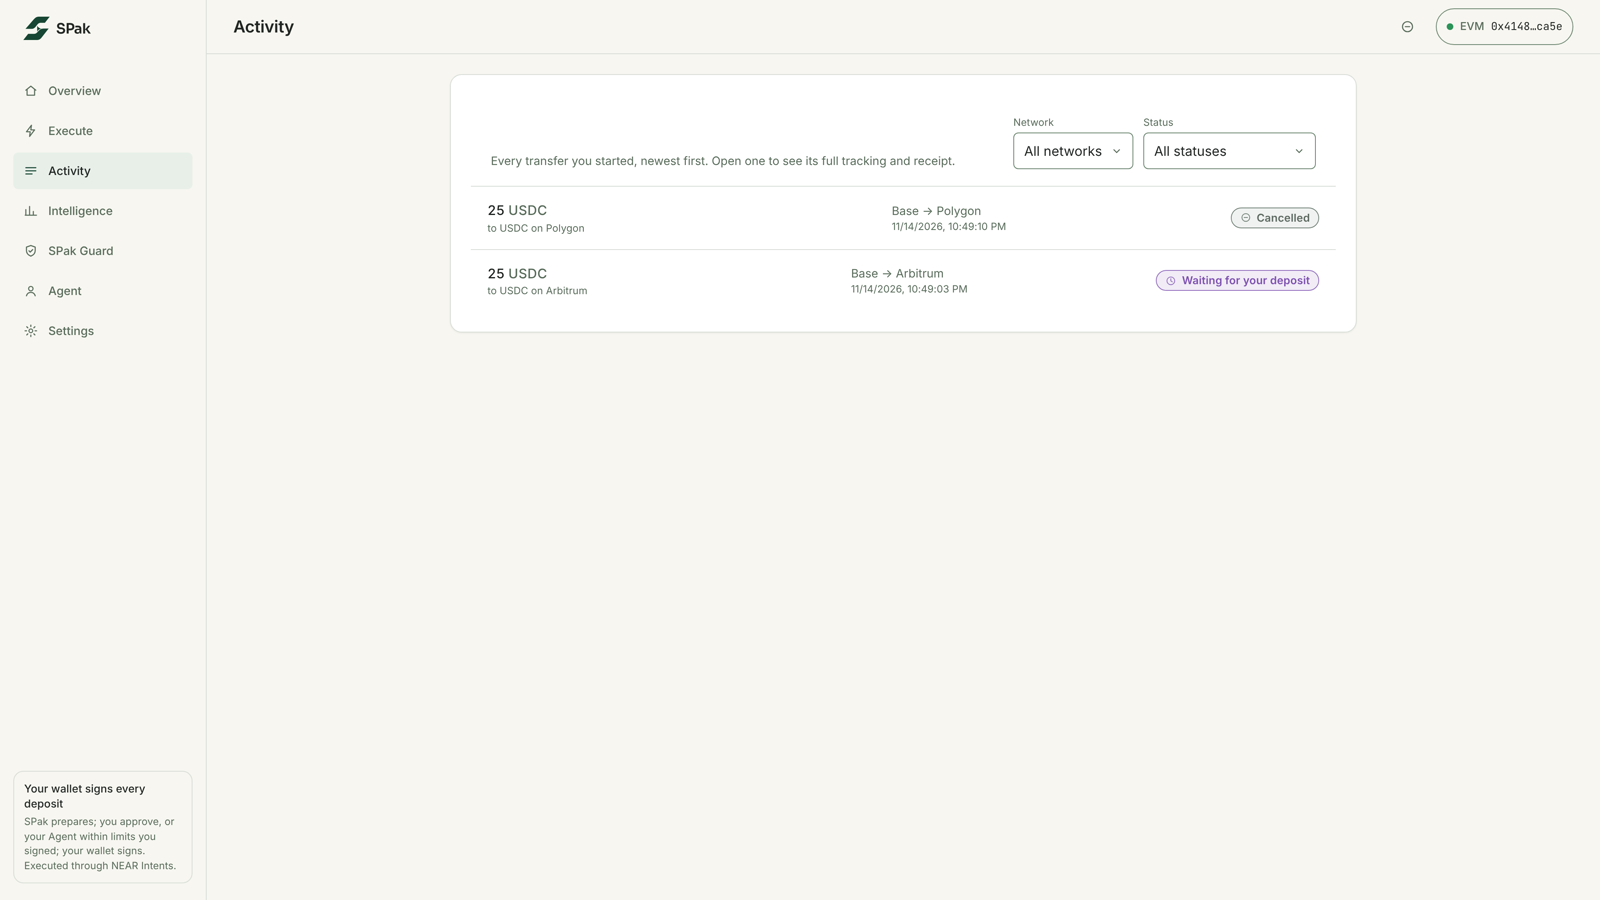 SPak
Activity
EVM 0x4148…ca5e
Overview
Execute
Activity
Intelligence
SPak Guard
Agent
Settings
Network
Status
Every transfer you started, newest first. Open one to see its full tracking and receipt.
All networks
All statuses
25 USDC
to USDC on Polygon
Base → Polygon
11/14/2026, 10:49:10 PM
Cancelled
25 USDC
to USDC on Arbitrum
Base → Arbitrum
11/14/2026, 10:49:03 PM
Waiting for your deposit
Your wallet signs every
deposit
SPak prepares; you approve, or
your Agent within limits you
signed; your wallet signs.
Executed through NEAR Intents.